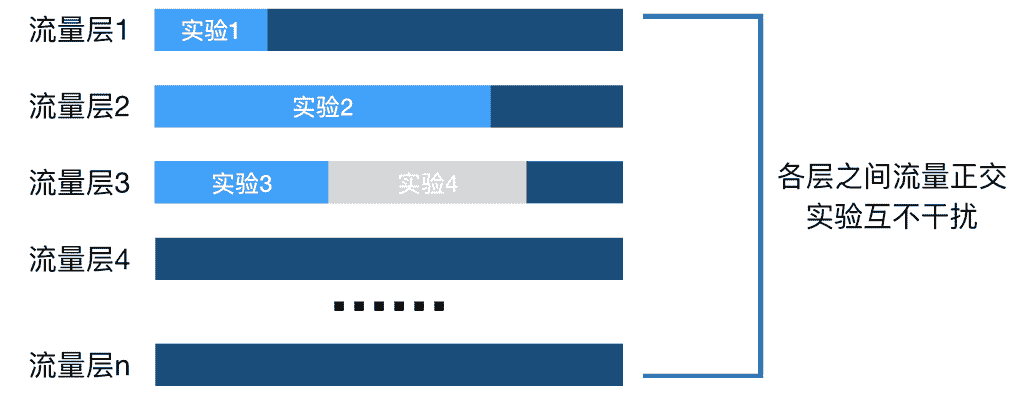 流量层1 实验1
流量层2 实验2
流量层3 实验3 实验4
流量层4
......
流量层n
各层之间流量正交
实验互不干扰